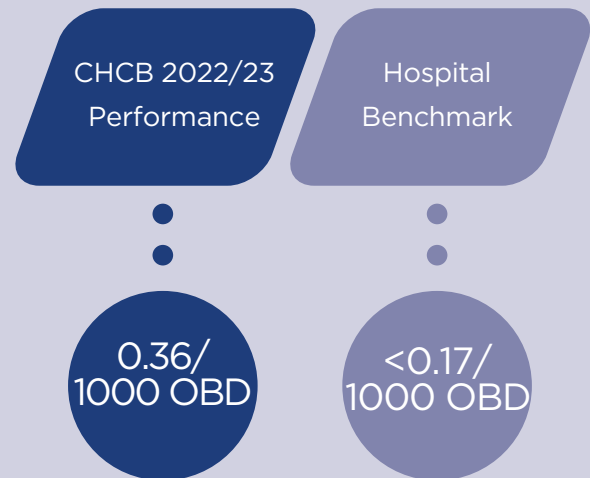 CHCB 2022/23
Performance
Hospital
Benchmark
0.36/
1000 OBD
<0.17/
1000 OBD